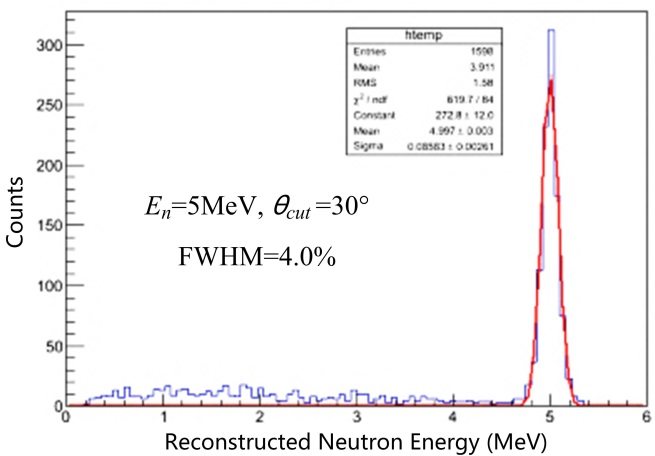 htemp
Entries 1598
Mean 3.911
RMS 1.58
χ² / ndf 619.7 / 84
Constant 272.8 ± 12.0
Mean 4.997 ± 0.003
Sigma 0.08583 ± 0.00261
300
250
200
150
100
50
0
Counts
Eₙ=5MeV, θcut=30°
FWHM=4.0%
0 1 2 3 4 5 6
Reconstructed Neutron Energy (MeV)